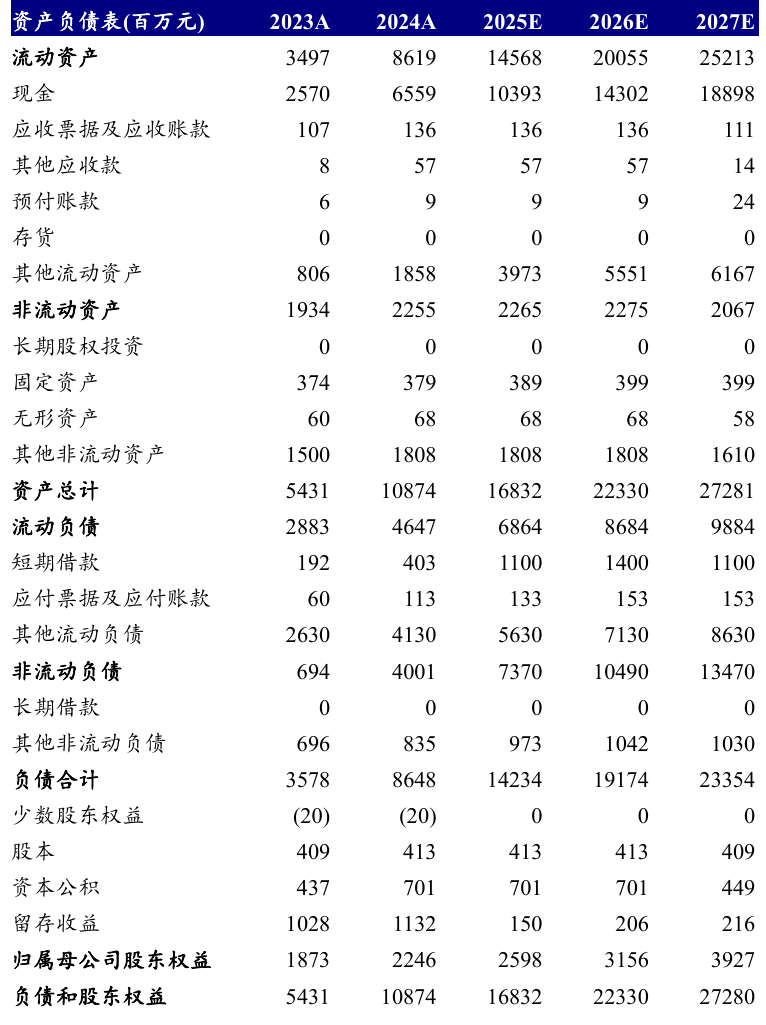 资产负债表(百万元) 2023A 2024A 2025E 2026E 2027E
流动资产 3497 8619 14568 20055 25213
现金 2570 6559 10393 14302 18898
应收票据及应收账款 107 136 136 136 111
其他应收款 8 57 57 57 14
预付账款 6 9 9 9 24
存货 0 0 0 0 0
其他流动资产 806 1858 3973 5551 6167
非流动资产 1934 2255 2265 2275 2067
长期股权投资 0 0 0 0 0
固定资产 374 379 389 399 399
无形资产 60 68 68 68 58
其他非流动资产 1500 1808 1808 1808 1610
资产总计 5431 10874 16832 22330 27281
流动负债 2883 4647 6864 8684 9884
短期借款 192 403 1100 1400 1100
应付票据及应付账款 60 113 133 153 153
其他流动负债 2630 4130 5630 7130 8630
非流动负债 694 4001 7370 10490 13470
长期借款 0 0 0 0 0
其他非流动负债 696 835 973 1042 1030
负债合计 3578 8648 14234 19174 23354
少数股东权益 (20) (20) 0 0 0
股本 409 413 413 413 409
资本公积 437 701 701 701 449
留存收益 1028 1132 150 206 216
归属母公司股东权益 1873 2246 2598 3156 3927
负债和股东权益 5431 10874 16832 22330 27280